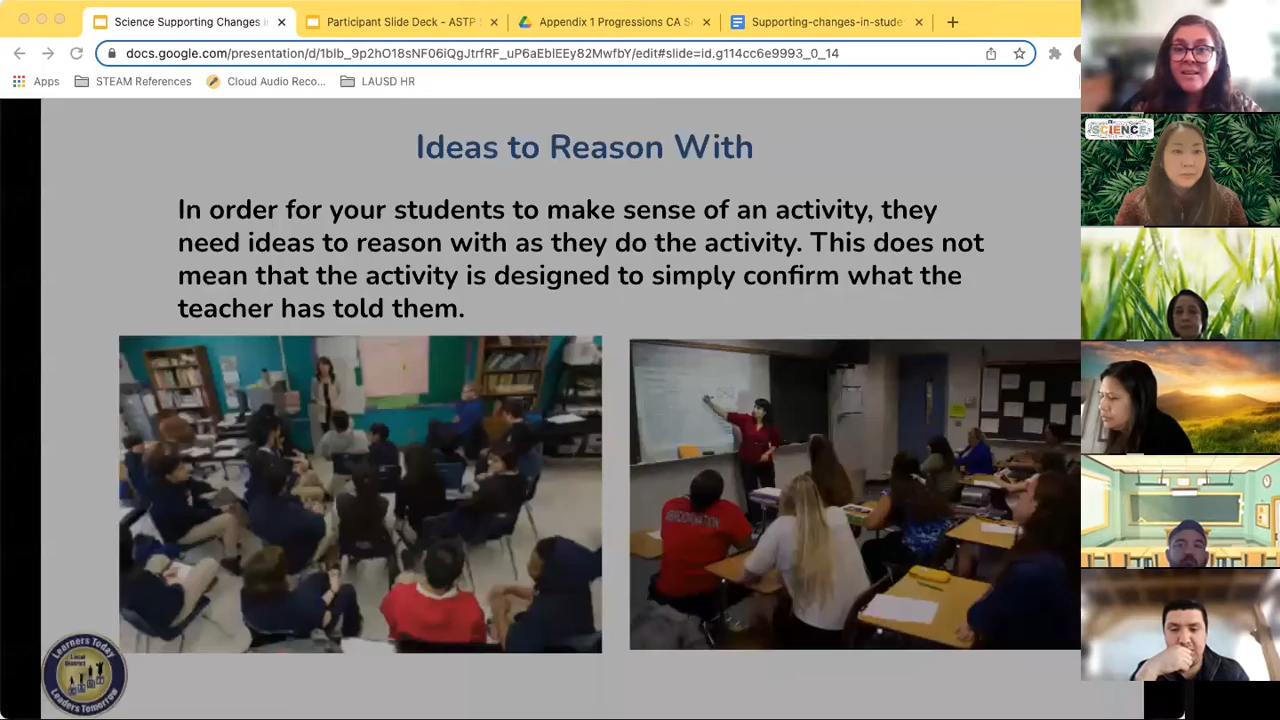 Science Supporting Changes i
Participant Slide Deck - ASTP
Appendix 1 Progressions CA S
Supporting-changes-in-stude
docs.google.com/presentation/d/1blb_9p2hO18sNF06iQgJtrfRF_uP6aEblEEy82MwfbY/edit#slide=id.g114cc6e9993_0_14
Apps
STEAM References
Cloud Audio Reco...
LAUSD HR
Ideas to Reason With
In order for your students to make sense of an activity, they
need ideas to reason with as they do the activity. This does not
mean that the activity is designed to simply confirm what the
teacher has told them.
Learners Today
Local
District
Leaders Tomorrow
SCIENCE